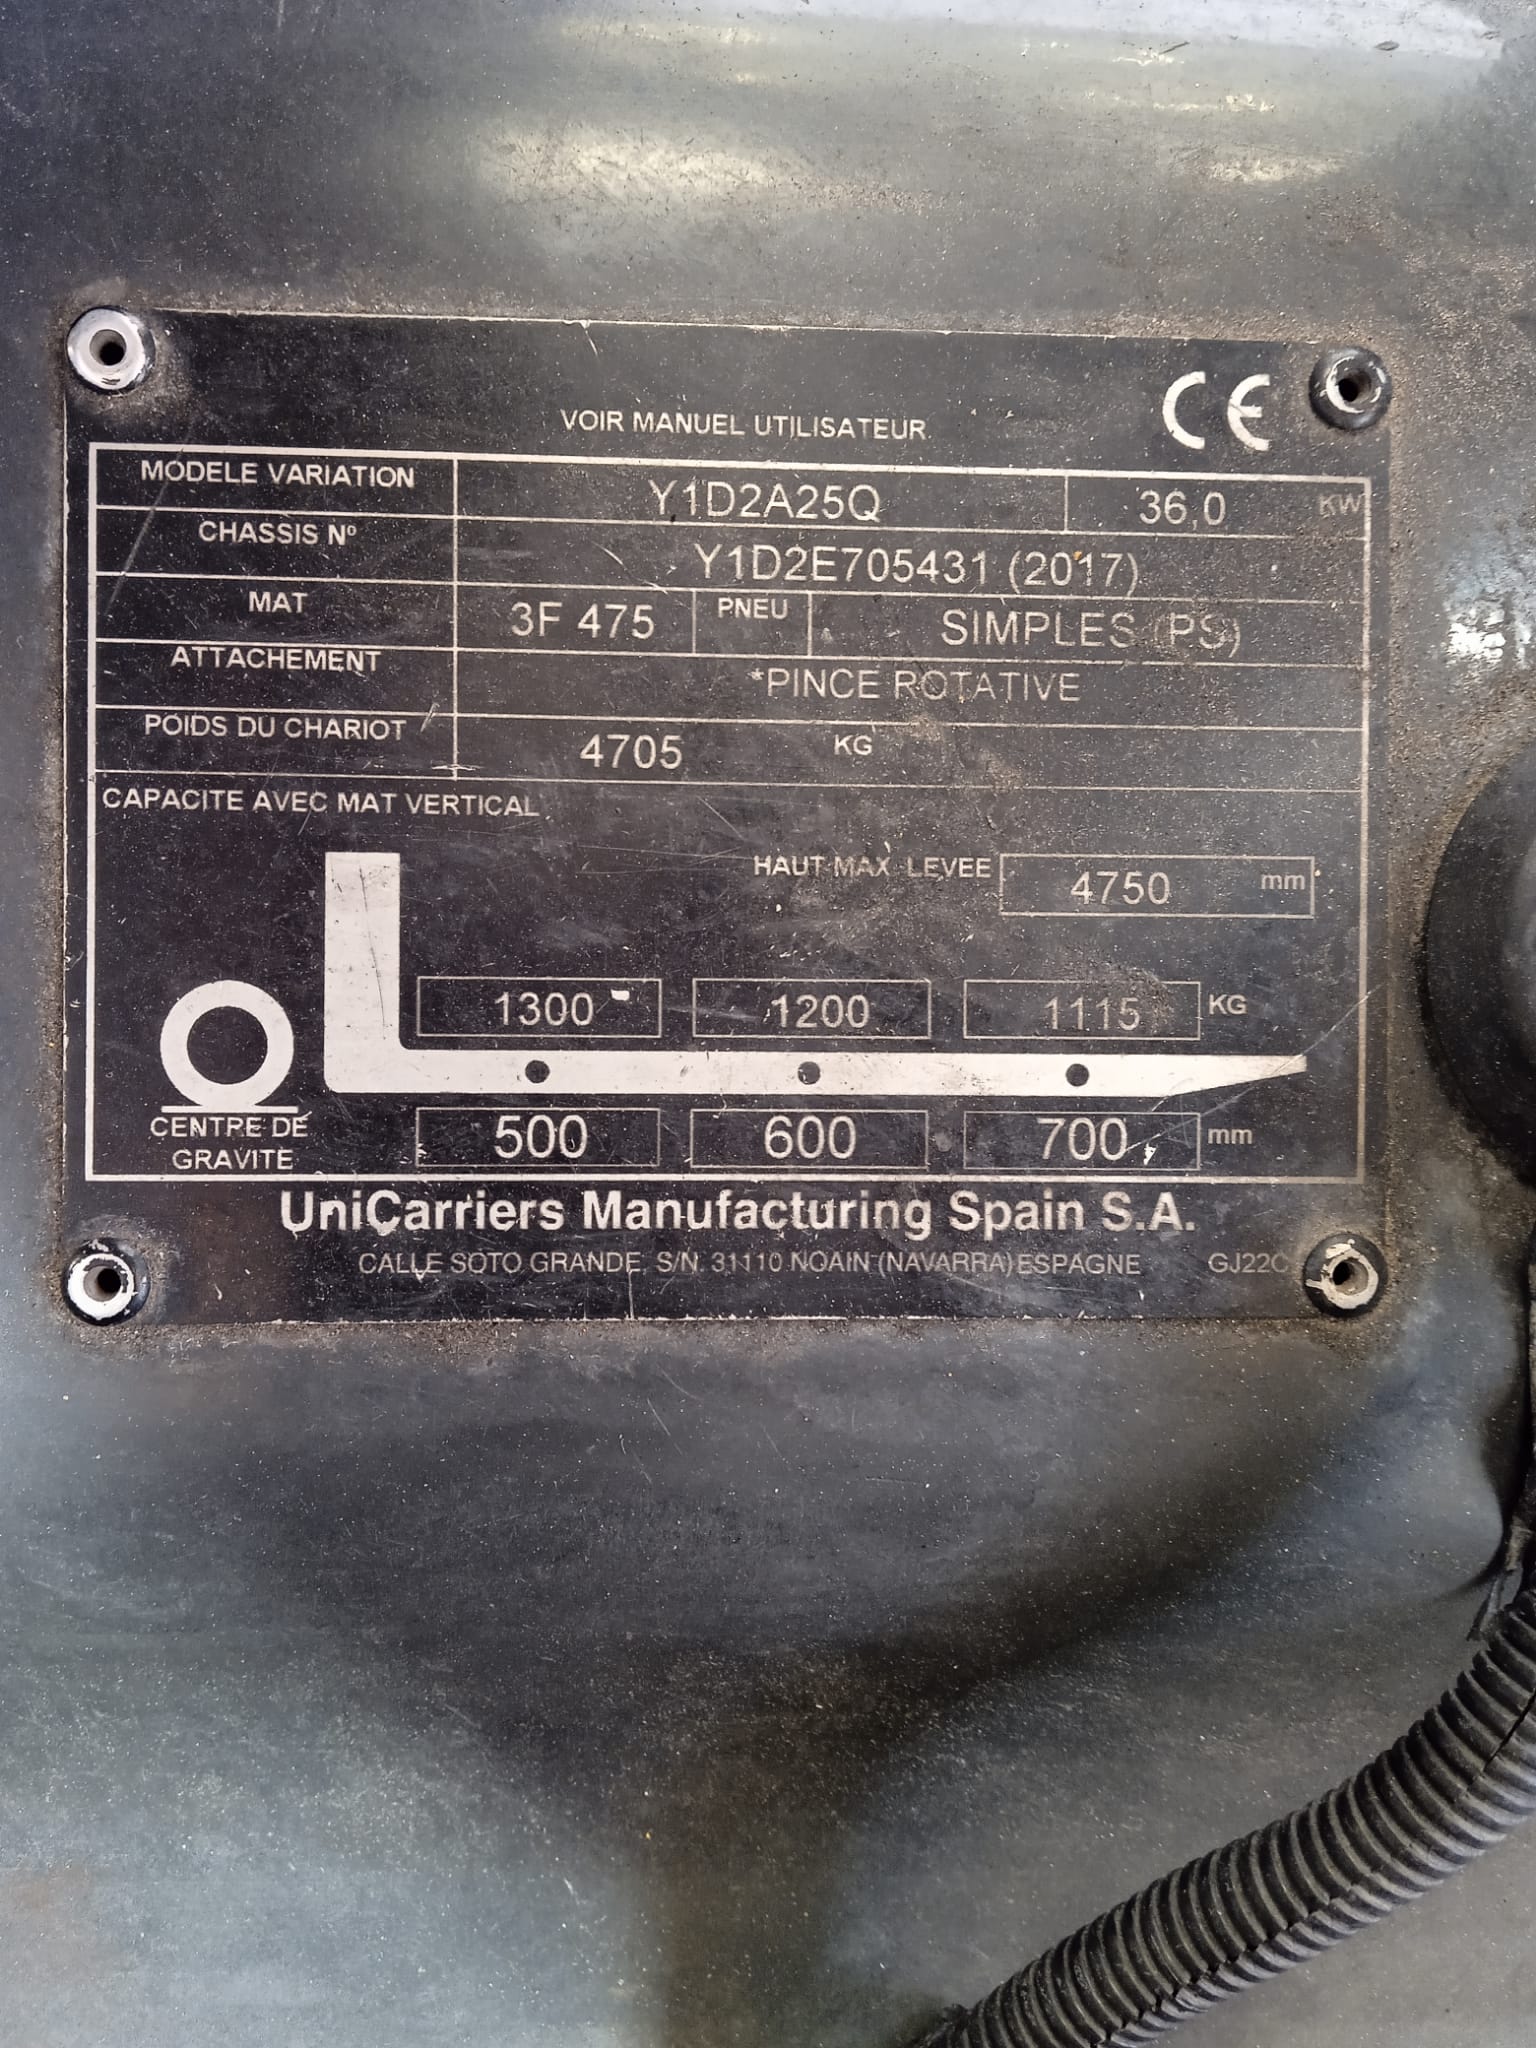 CE
VOIR MANUEL UTILISATEUR
MODELE VARIATION Y1D2A25Q 36,0 KW
CHASSIS Nº Y1D2E705431 (2017)
MAT 3F 475 PNEU SIMPLES (PS)
ATTACHEMENT *PINCE ROTATIVE
POIDS DU CHARIOT 4705 KG
CAPACITE AVEC MAT VERTICAL
HAUT MAX LEVEE 4750 mm
1300 1200 1115 KG
500 600 700 mm
CENTRE DE
GRAVITE
UniCarriers Manufacturing Spain S.A.
CALLE SOTO GRANDE, S/N. 31110 NOAIN (NAVARRA) ESPAGNE GJ22C